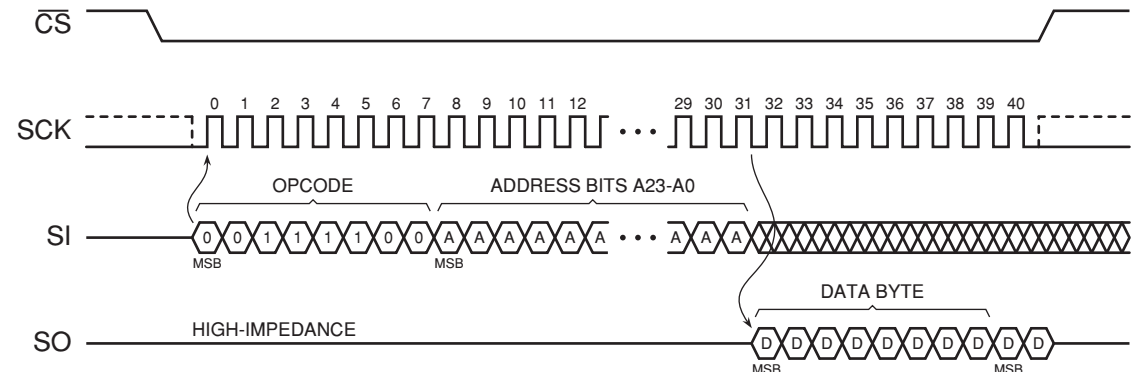 CS
0 1 2 3 4 5 6 7 8 9 10 11 12 29 30 31 32 33 34 35 36 37 38 39 40
SCK
OPCODE ADDRESS BITS A23-A0
SI 0 0 1 1 1 1 0 0 A A A A A A A A A
MSB MSB
DATA BYTE
HIGH-IMPEDANCE
SO D D D D D D D D D D
MSB MSB